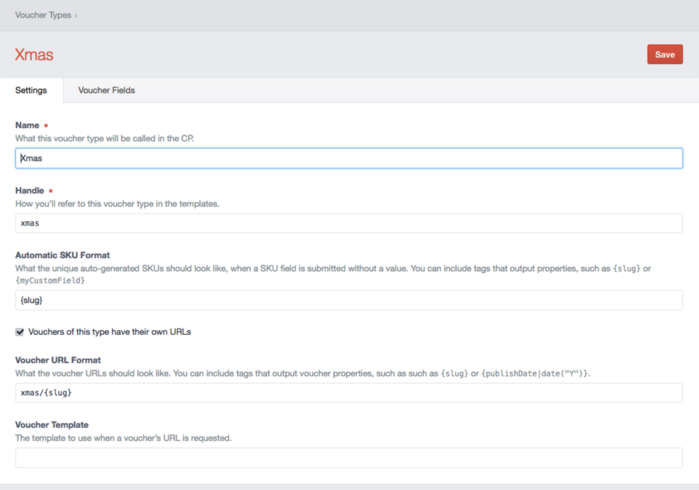 Voucher Types ›
Xmas
Save
Settings
Voucher Fields
Name
What this voucher type will be called in the CP.
Xmas
Handle
How you'll refer to this voucher type in the templates.
xmas
Automatic SKU Format
What the unique auto-generated SKUs should look like, when a SKU field is submitted without a value. You can include tags that output properties, such as {slug} or
{myCustomField}
{slug}
Vouchers of this type have their own URLs
Voucher URL Format
What the voucher URLs should look like. You can include tags that output voucher properties, such as such as {slug} or {publishDate|date("Y")}.
xmas/{slug}
Voucher Template
The template to use when a voucher's URL is requested.